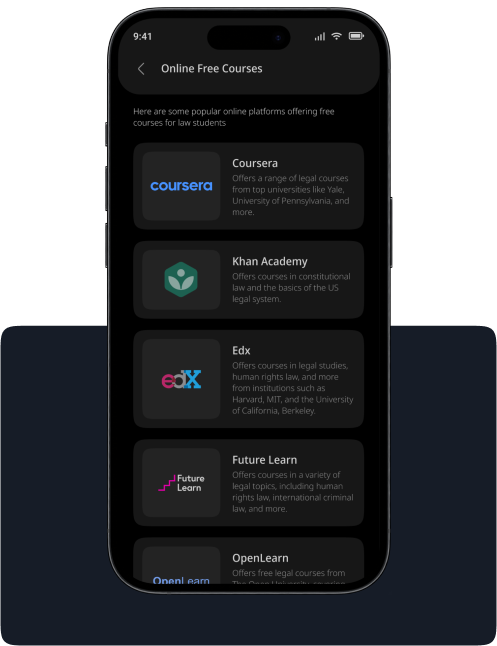 9:41
Online Free Courses
Here are some popular online platforms offering free
courses for law students
coursera
Coursera
Offers a range of legal courses
from top universities like Yale,
University of Pennsylvania, and
more.
Khan Academy
Offers courses in constitutional
law and the basics of the US
legal system.
edX
Edx
Offers courses in legal studies,
human rights law, and more
from institutions such as
Harvard, MIT, and the University
of California, Berkeley.
Future
Learn
Future Learn
Offers courses in a variety of
legal topics, including human
rights law, international criminal
law, and more.
OpenLearn
OpenLearn
Offers free legal courses from
The Open University, covering